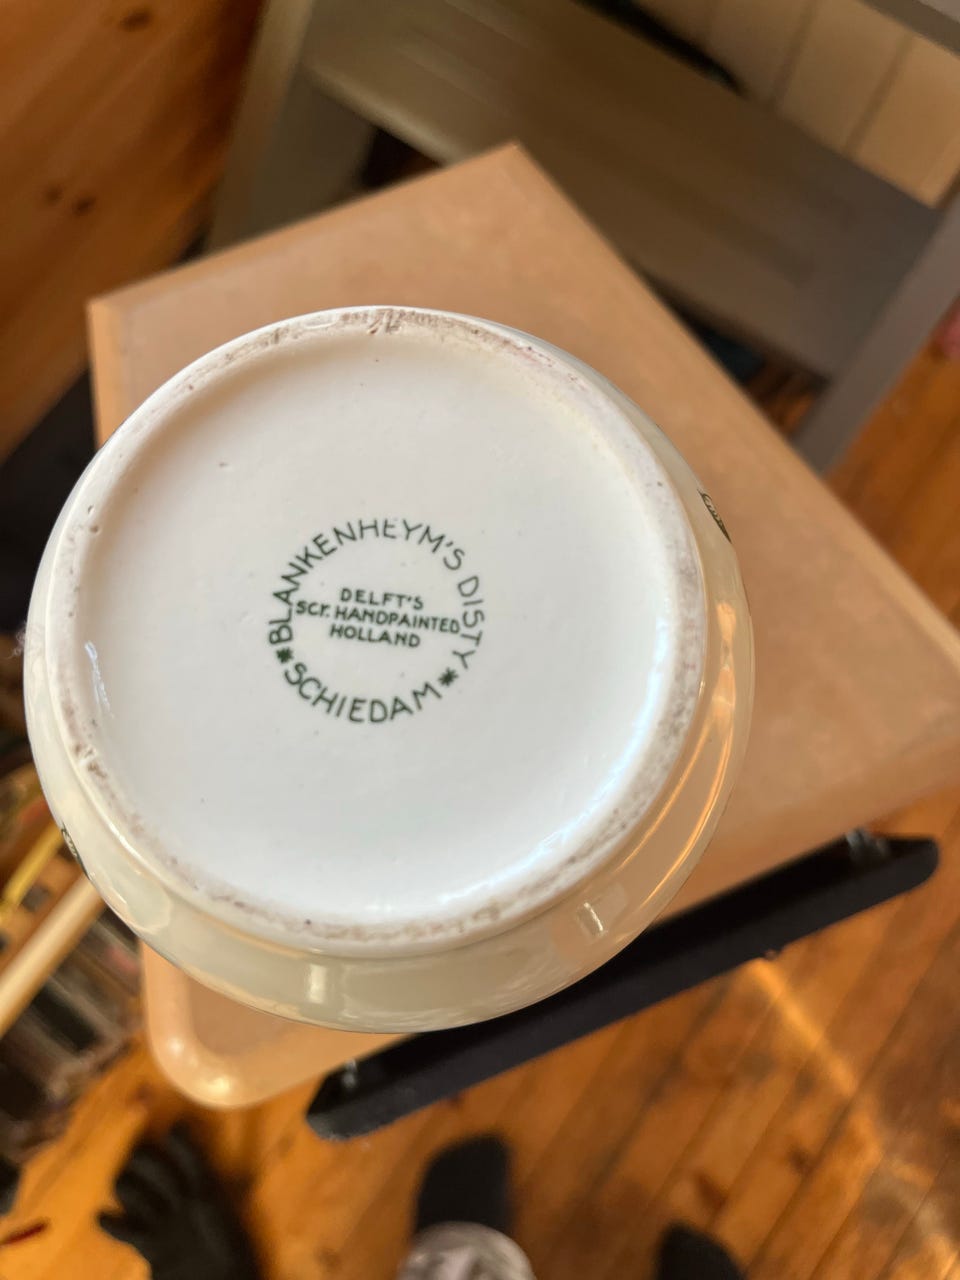 BLANKENHEYM'S DISTY
DELFT'S
SCT. HANDPAINTED
HOLLAND
* SCHIEDAM *